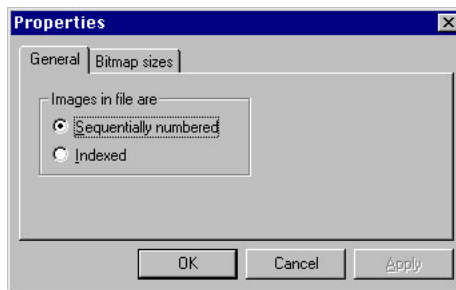 Properties
General Bitmap sizes
Images in file are
Sequentially numbered
Indexed
OK Cancel Apply